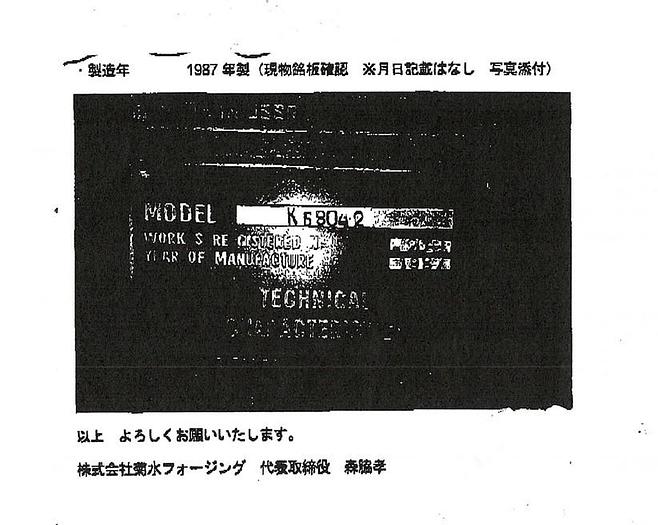 ・製造年 1987年製（現物銘板確認 ※月日記載はなし 写真添付）
MODEL K68042
WORK S RE GISTERED N
YEAR OF MANUFACTURE
TECHNICAL
以上 よろしくお願いいたします。
株式会社菊水フォージング 代表取締役 森脇孝